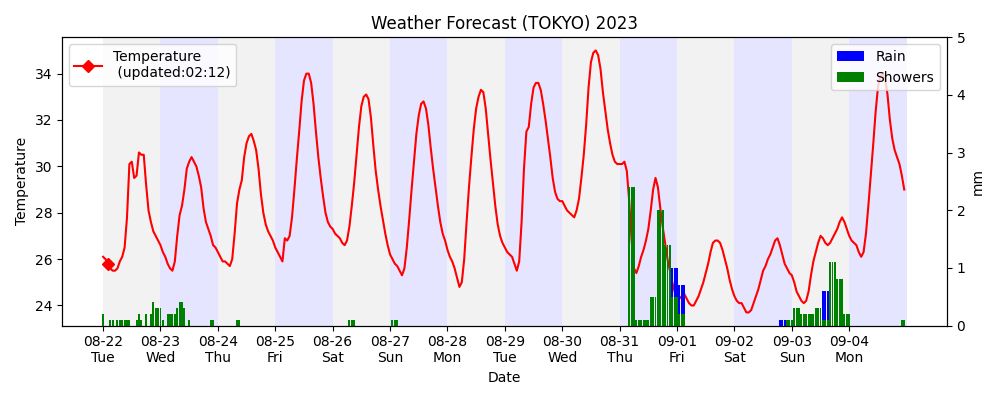 Weather Forecast (TOKYO) 2023
Temperature
(updated:02:12)
Rain
Showers
Temperature
34
32
30
28
26
24
5
4
3
2
1
0
mm
08-22 08-23 08-24 08-25 08-26 08-27 08-28 08-29 08-30 08-31 09-01 09-02 09-03 09-04
Tue Wed Thu Fri Sat Sun Mon Tue Wed Thu Fri Sat Sun Mon
Date